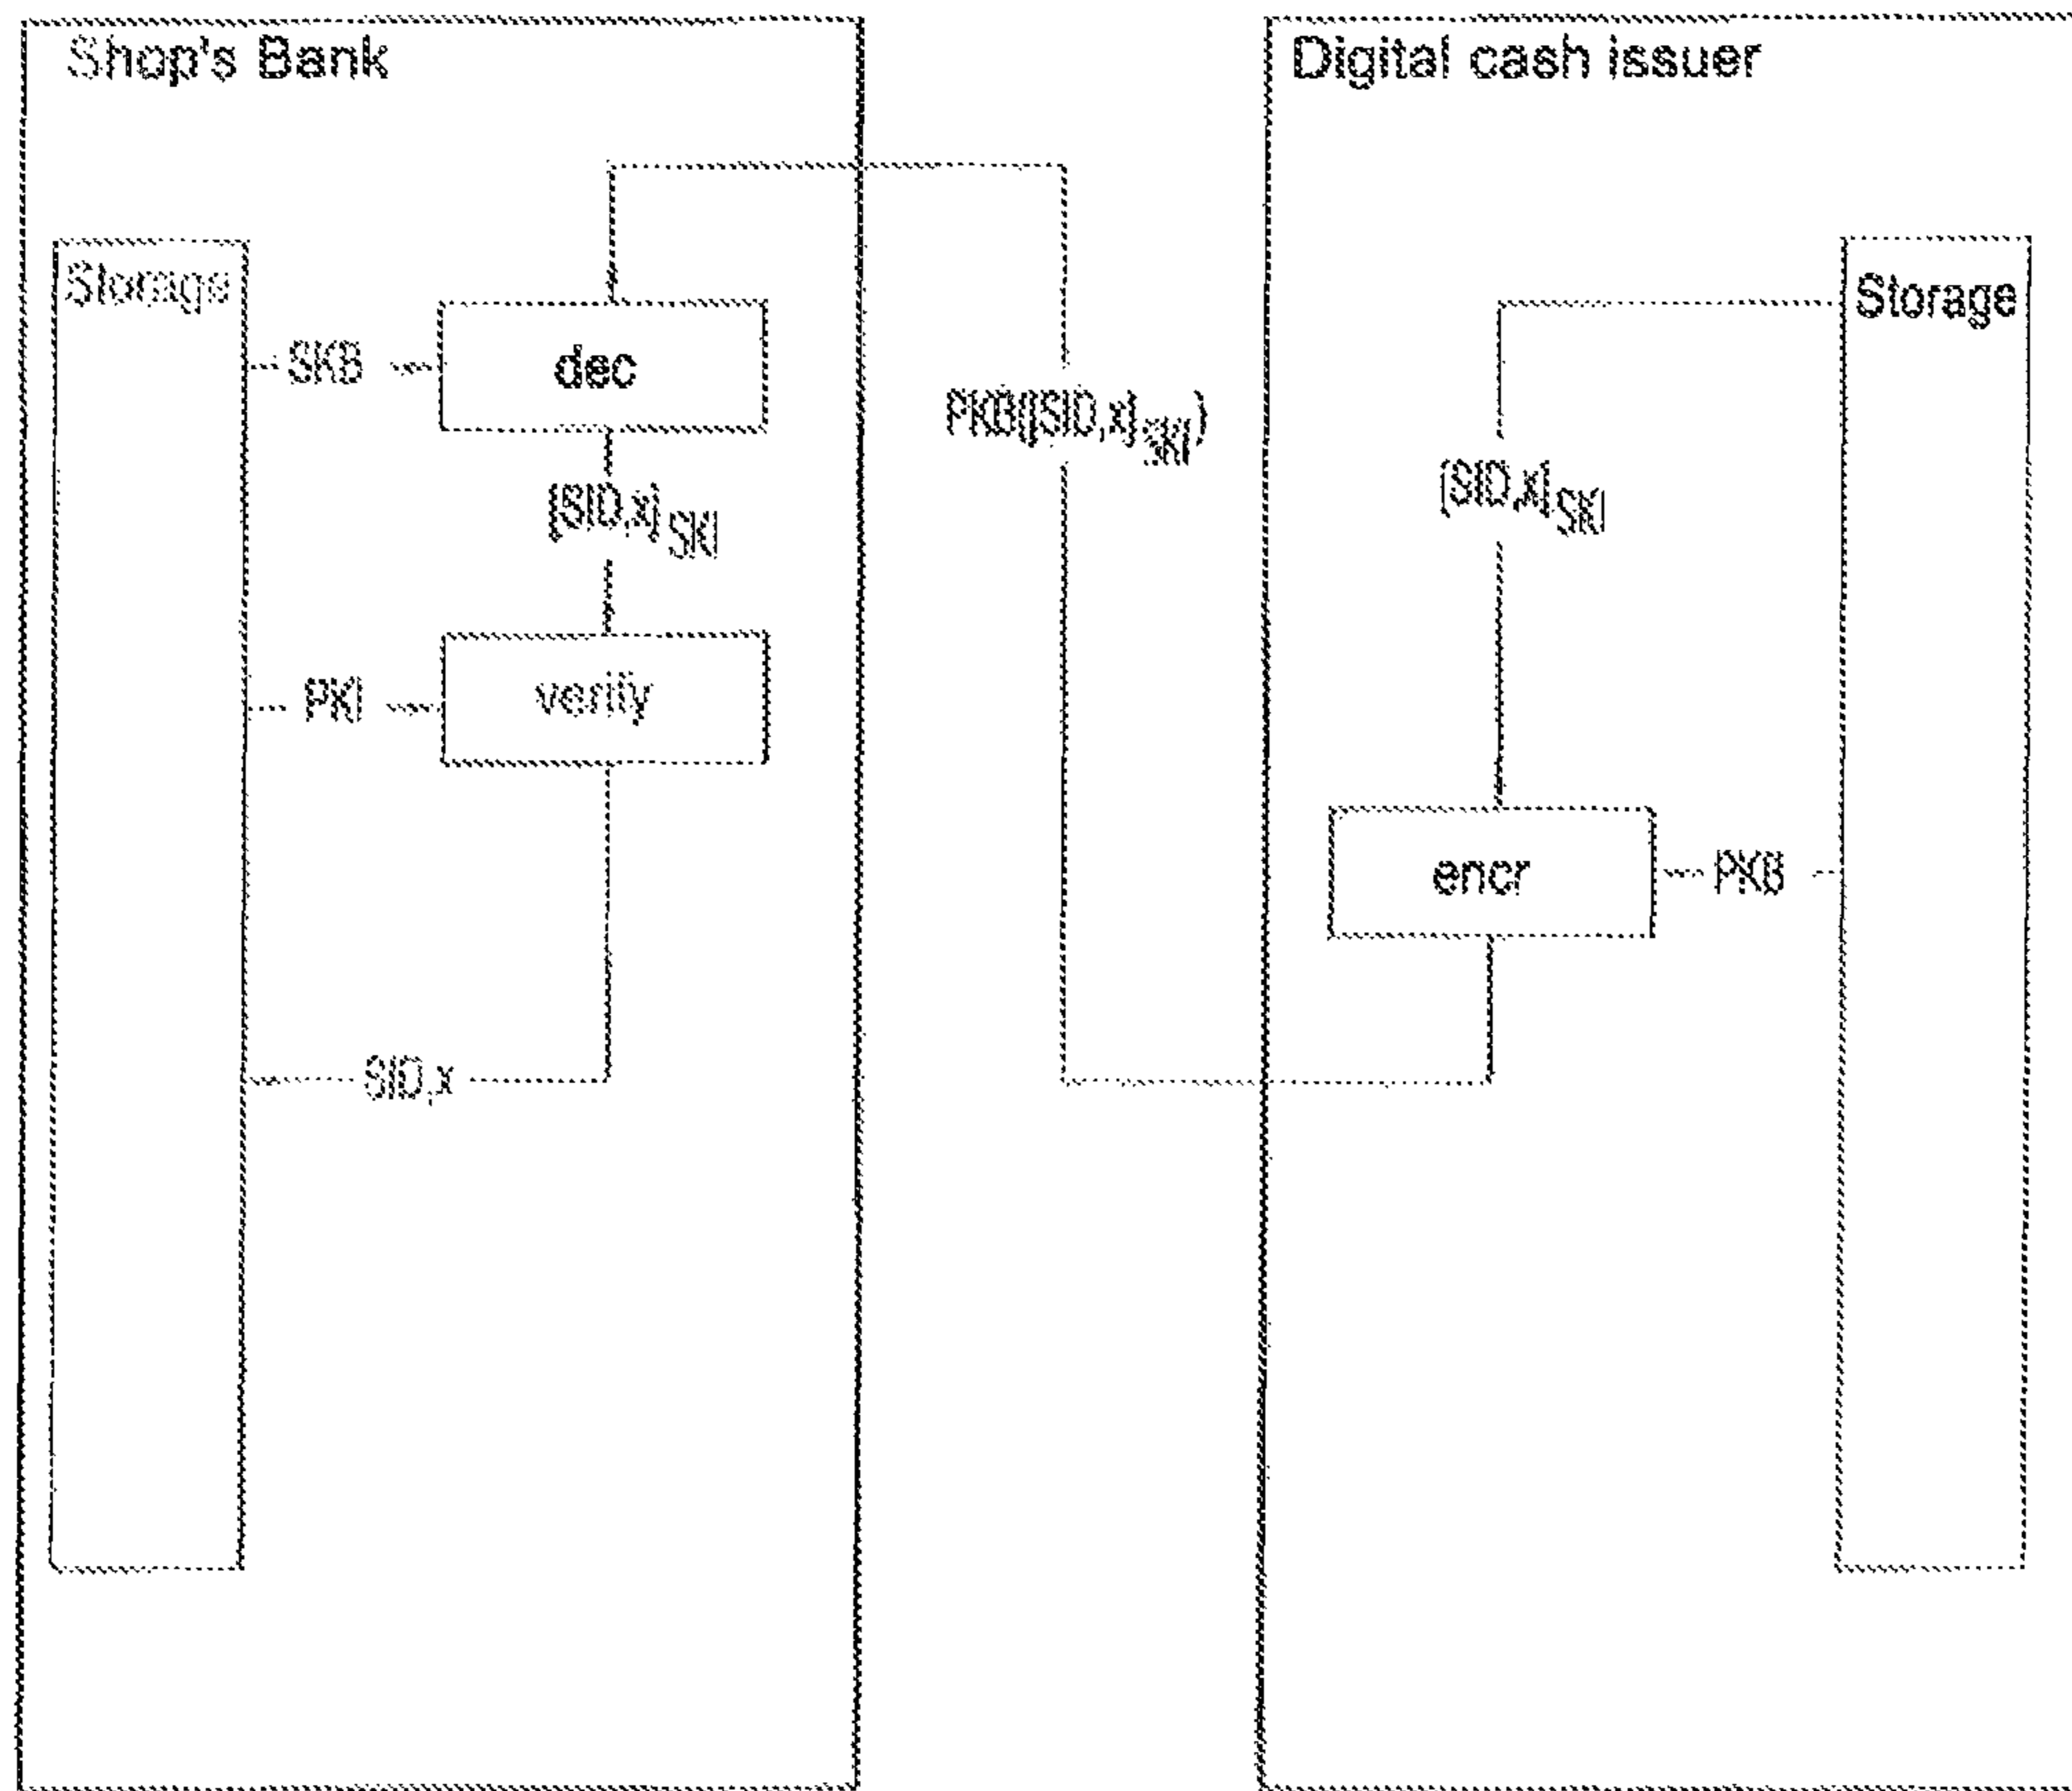 Shop's Bank
Storage
SKB
dec
[SID,x]SKI
PKI
verify
SID,x
PKB([SID,x]SKI)
Digital cash issuer
Storage
[SID,x]SKI
encr
PKB